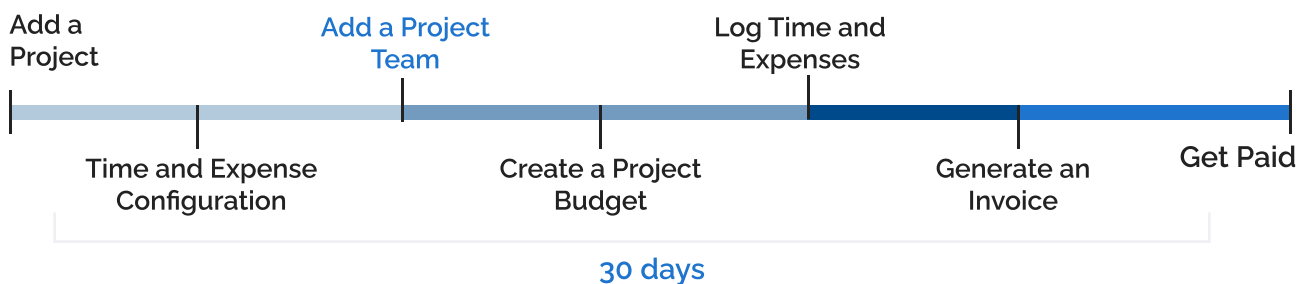 Add a
Project
Add a Project
Team
Log Time and
Expenses
Time and Expense
Configuration
Create a Project
Budget
Generate an
Invoice
Get Paid
30 days